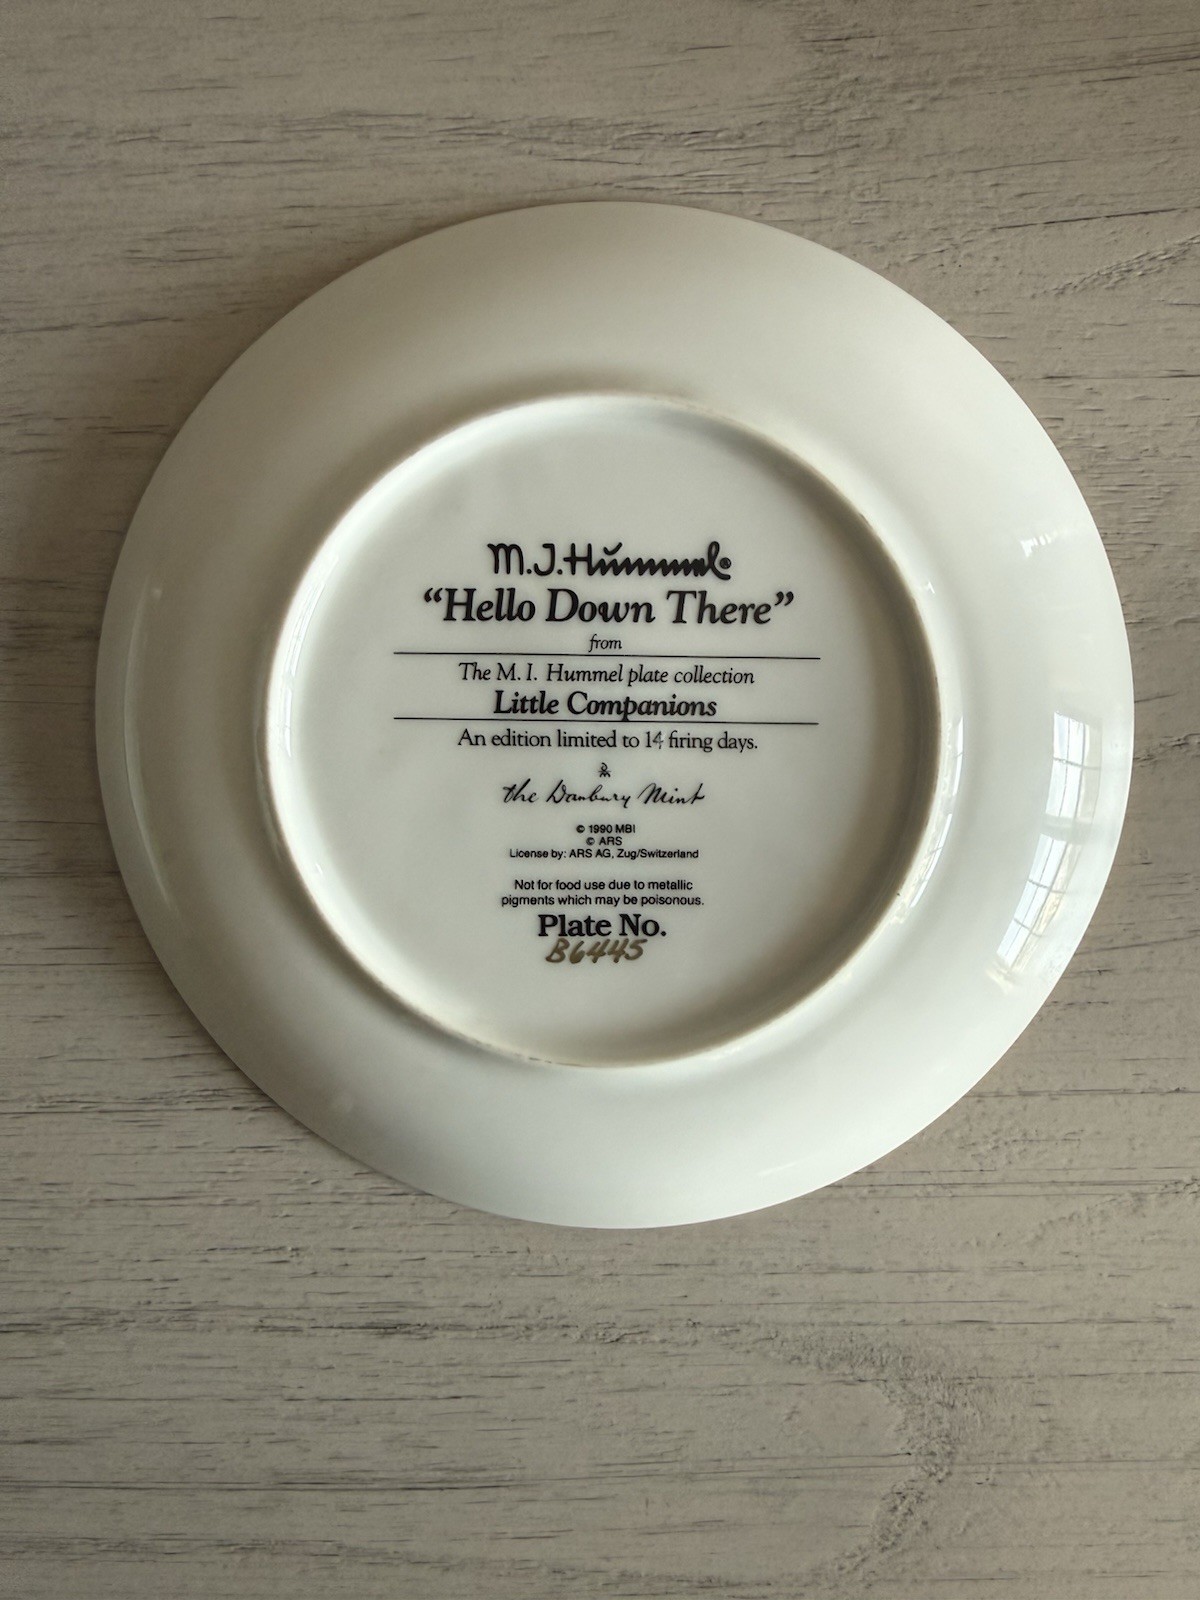 M.J. Hummel®
“Hello Down There”
from
The M. I. Hummel plate collection
Little Companions
An edition limited to 14 firing days.
the Danbury Mint
© 1990 MBI
© ARS
License by: ARS AG, Zug/Switzerland
Not for food use due to metallic
pigments which may be poisonous.
Plate No.
B6445